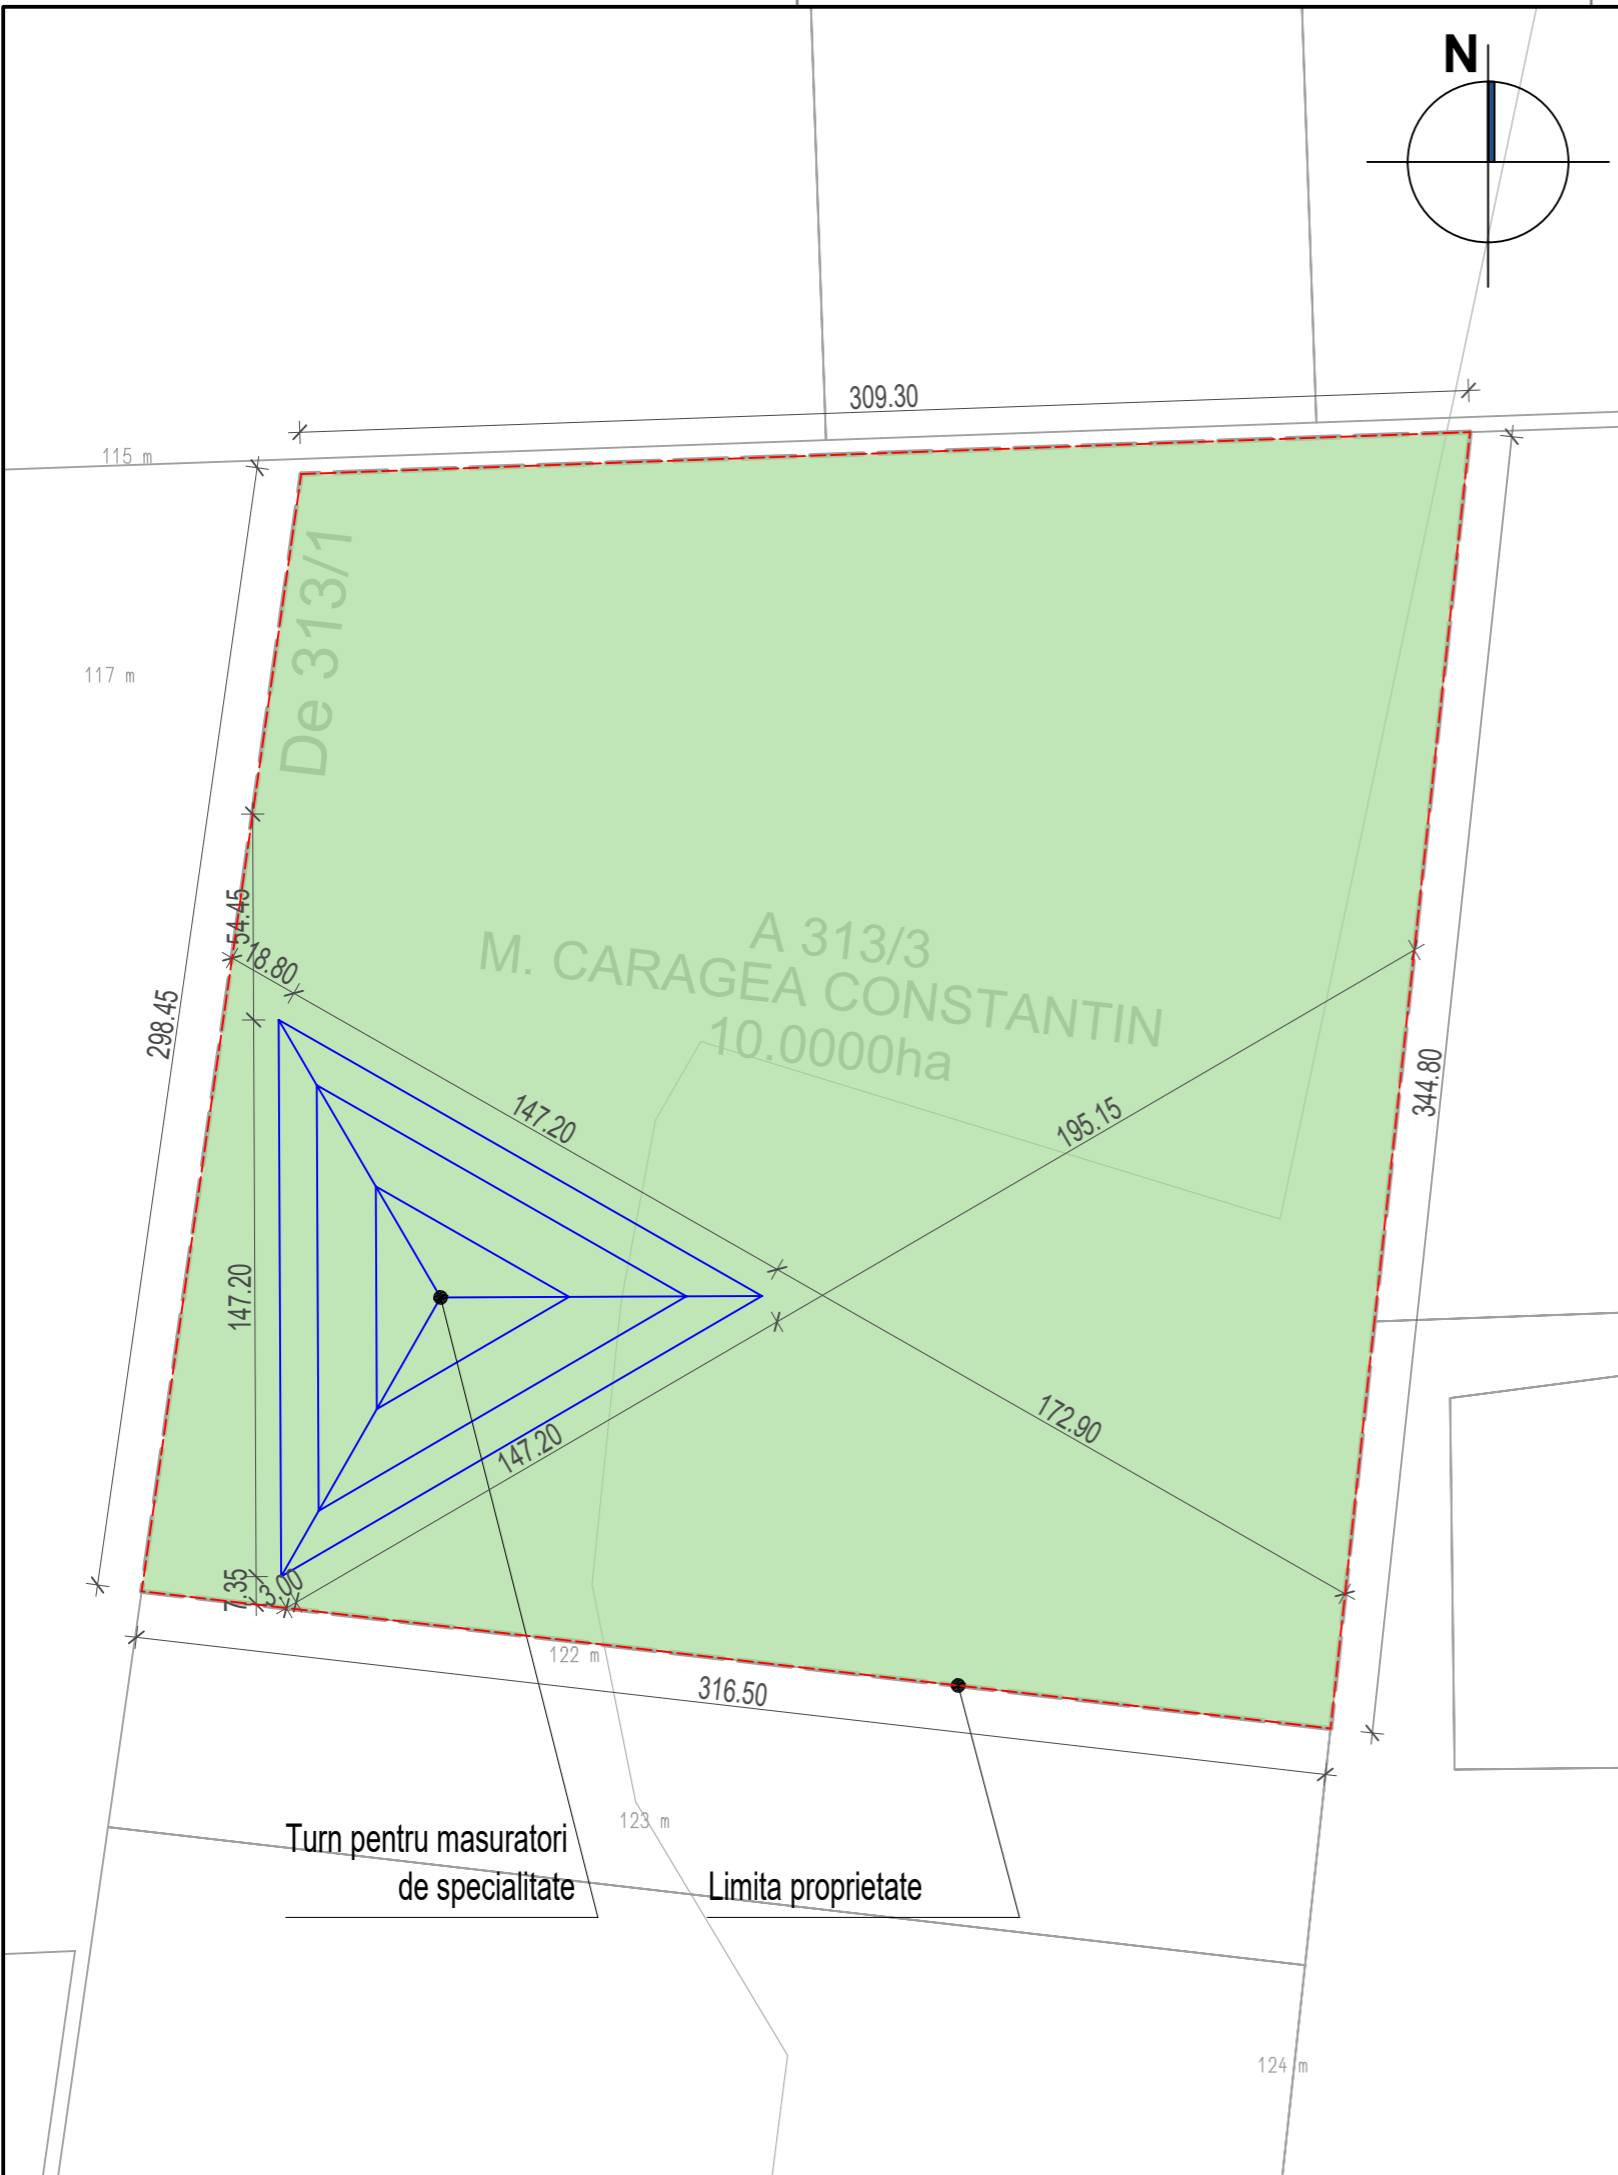 N
309.30
115 m
De 313/1
117 m
54.45
18.80
A 313/3
M. CARAGEA CONSTANTIN
10.0000ha
298.45
344.80
147.20
195.15
147.20
172.90
147.20
7.35
3.00
122 m
316.50
123 m
Turn pentru masuratori
de specialitate
Limita proprietate
124 m